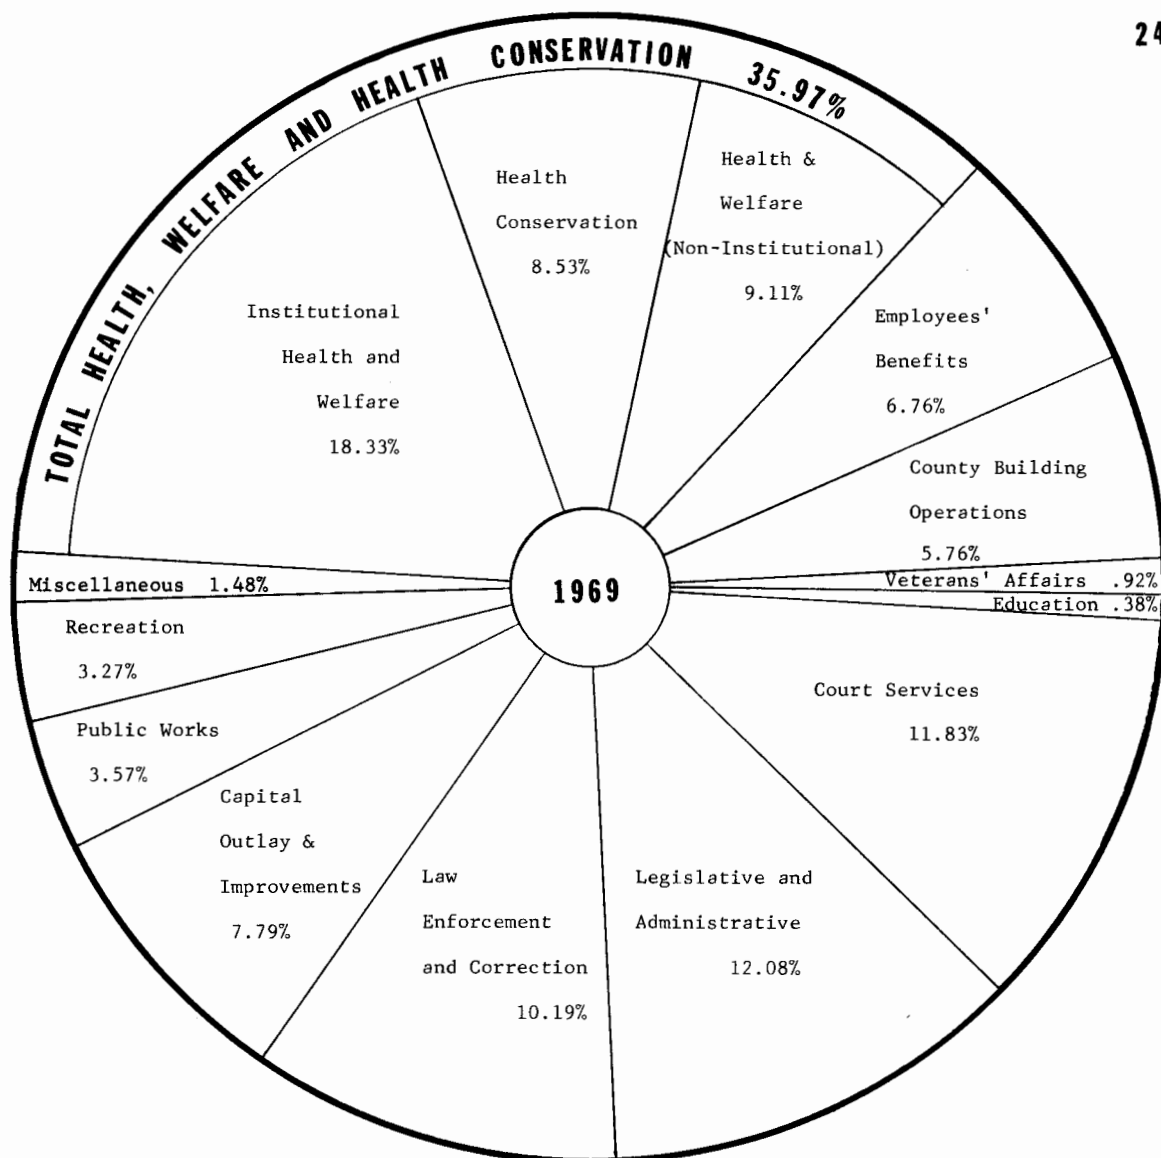 24
TOTAL HEALTH, WELFARE AND HEALTH CONSERVATION 35.97%
Health
Conservation
8.53%
Health &
Welfare
(Non-Institutional)
9.11%
Institutional
Health and
Welfare
18.33%
Employees'
Benefits
6.76%
County Building
Operations
5.76%
Veterans' Affairs .92%
Education .38%
1969
Miscellaneous 1.48%
Recreation
3.27%
Public Works
3.57%
Capital
Outlay &
Improvements
7.79%
Law
Enforcement
and Correction
10.19%
Legislative and
Administrative
12.08%
Court Services
11.83%